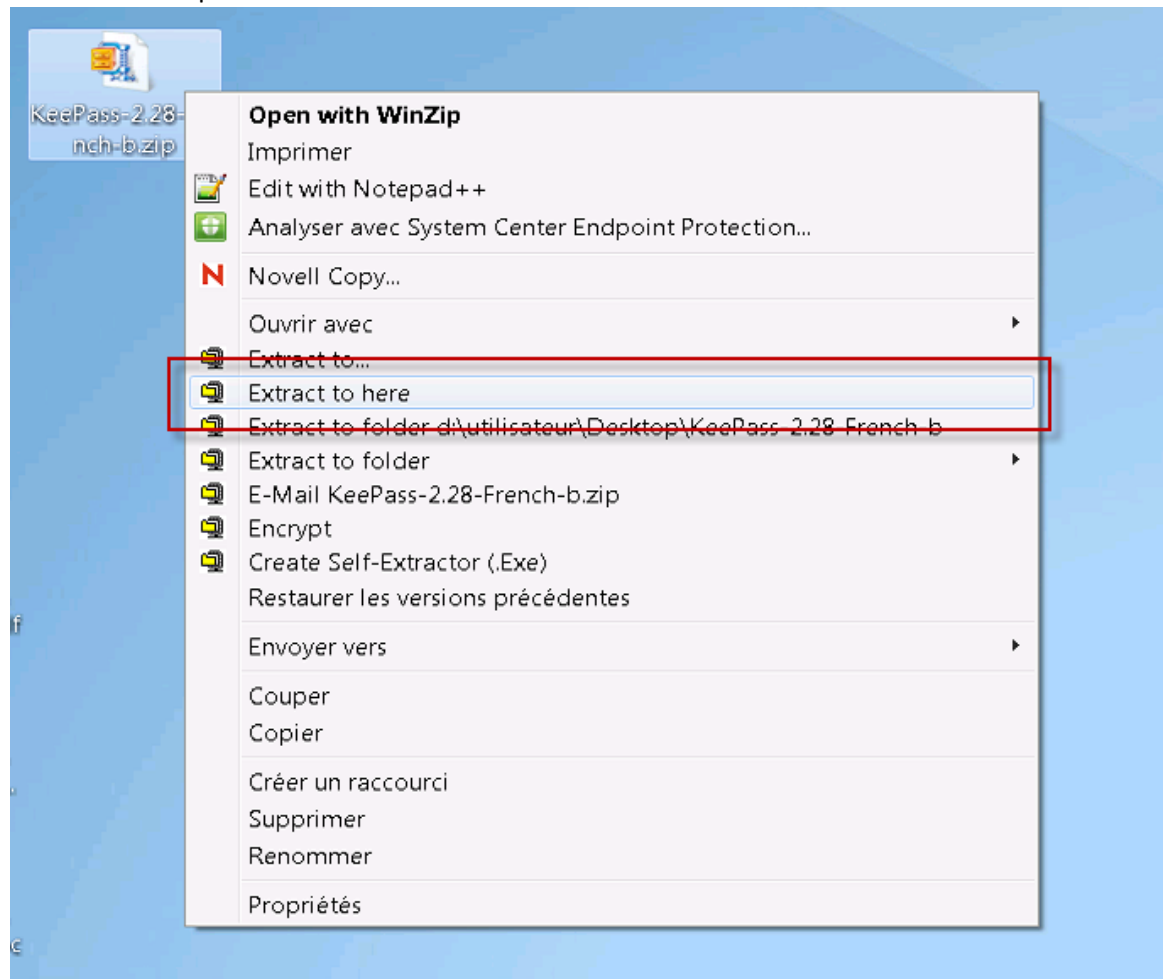 KeePass-2.28-
nch-b.zip
Open with WinZip
Imprimer
Edit with Notepad++
Analyser avec System Center Endpoint Protection...
N Novell Copy...
Ouvrir avec
Extract to...
Extract to here
Extract to folder d:\utilisateur\Desktop\KeePass-2.28-French-b
Extract to folder
E-Mail KeePass-2.28-French-b.zip
Encrypt
Create Self-Extractor (.Exe)
Restaurer les versions précédentes
f
Envoyer vers
Couper
Copier
Créer un raccourci
Supprimer
Renommer
Propriétés